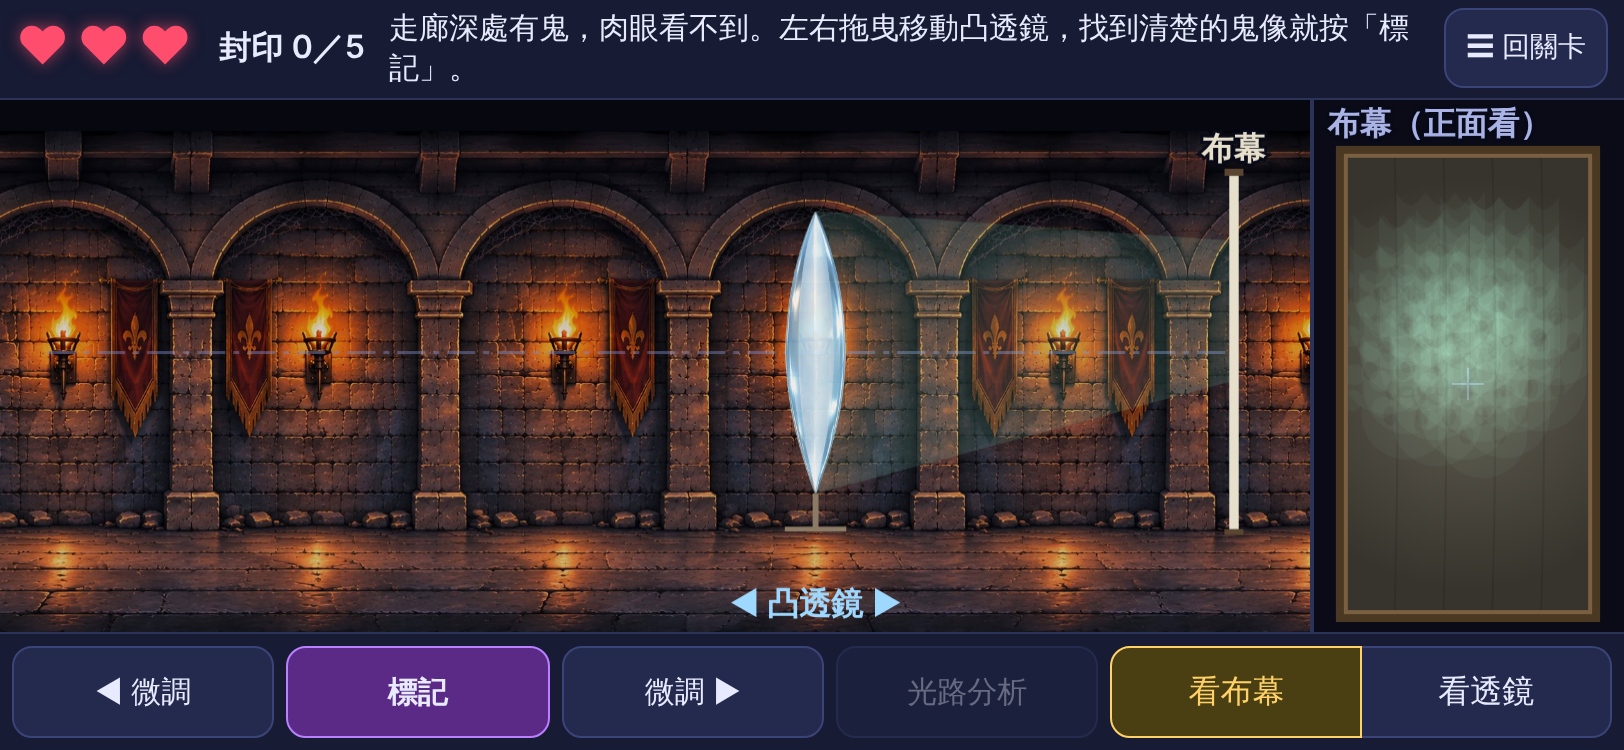 封印 0／5
走廊深處有鬼，肉眼看不到。左右拖曳移動凸透鏡，找到清楚的鬼像就按「標
記」。
☰ 回關卡
布幕
布幕（正面看）
◀ 凸透鏡 ▶
◀ 微調
標記
微調 ▶
光路分析
看布幕
看透鏡